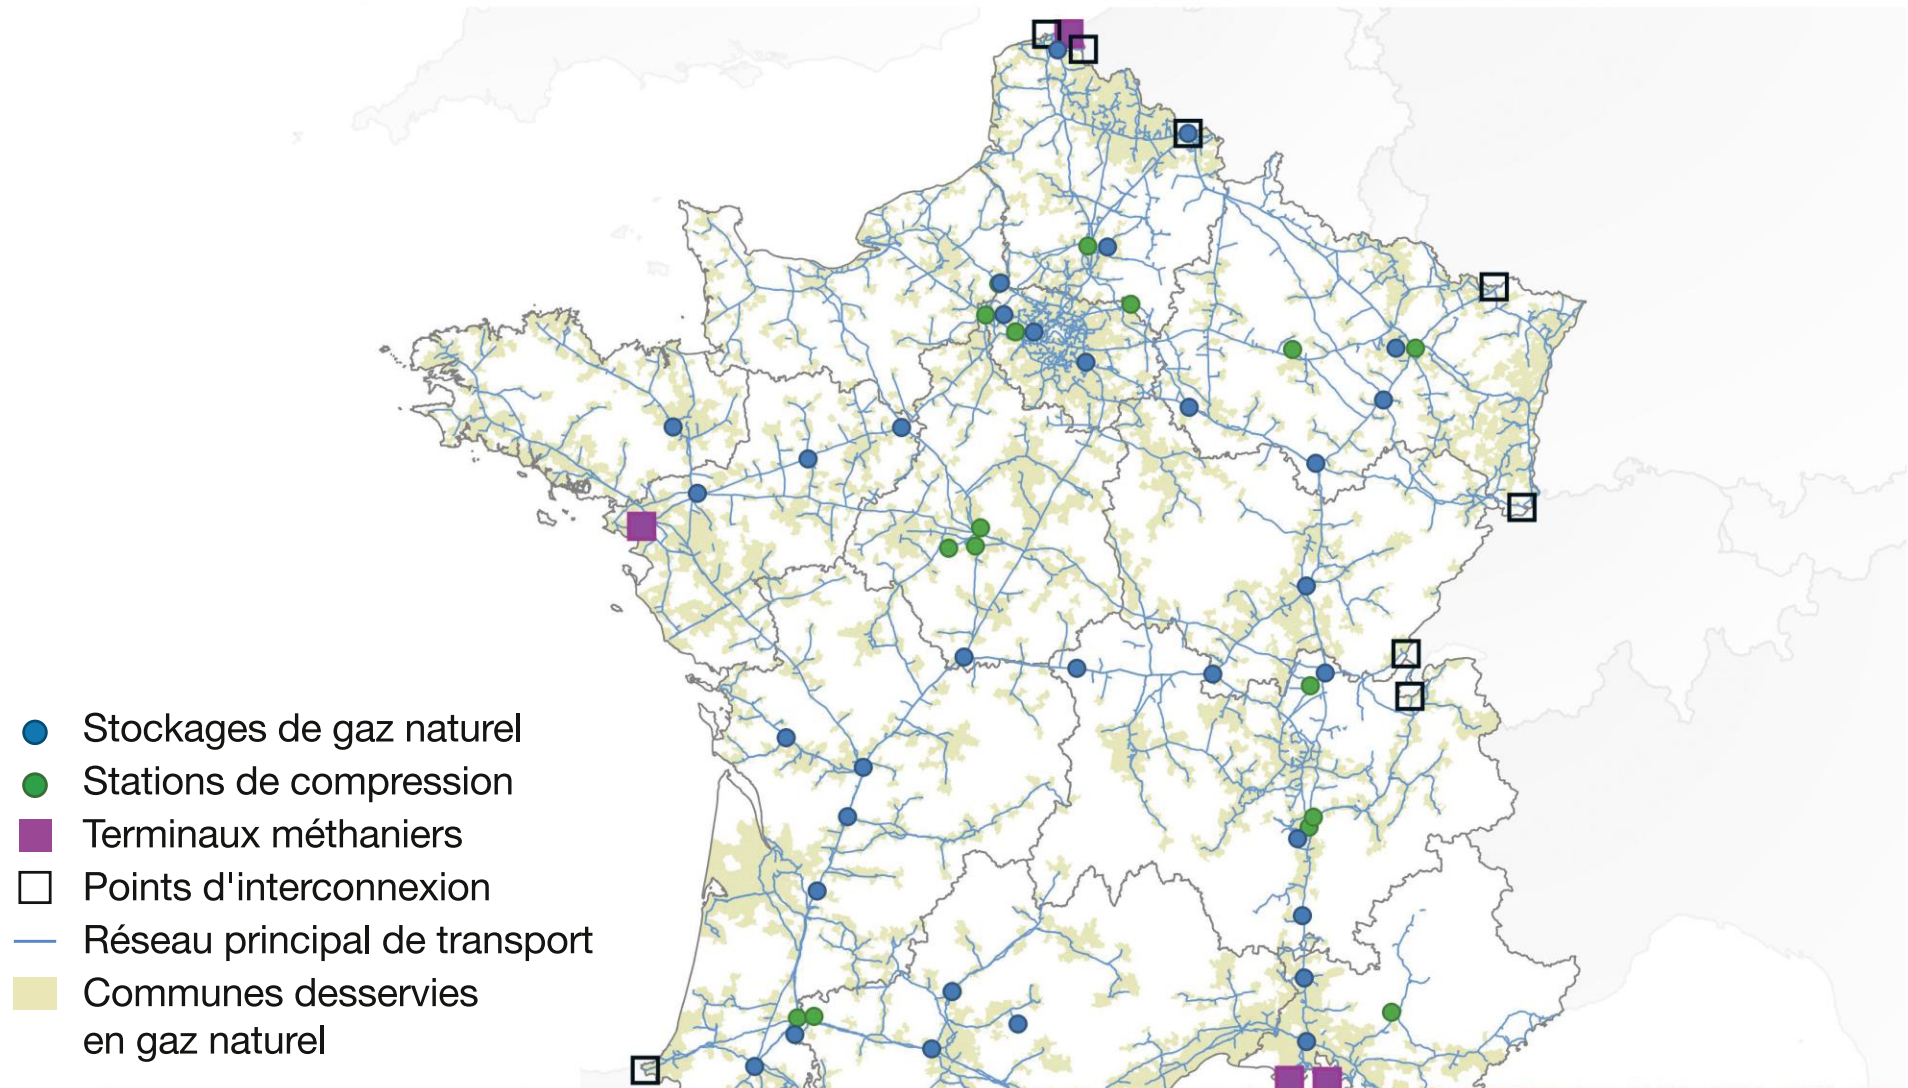 Stockages de gaz naturel
Stations de compression
Terminaux méthaniers
Points d'interconnexion
Réseau principal de transport
Communes desservies
en gaz naturel